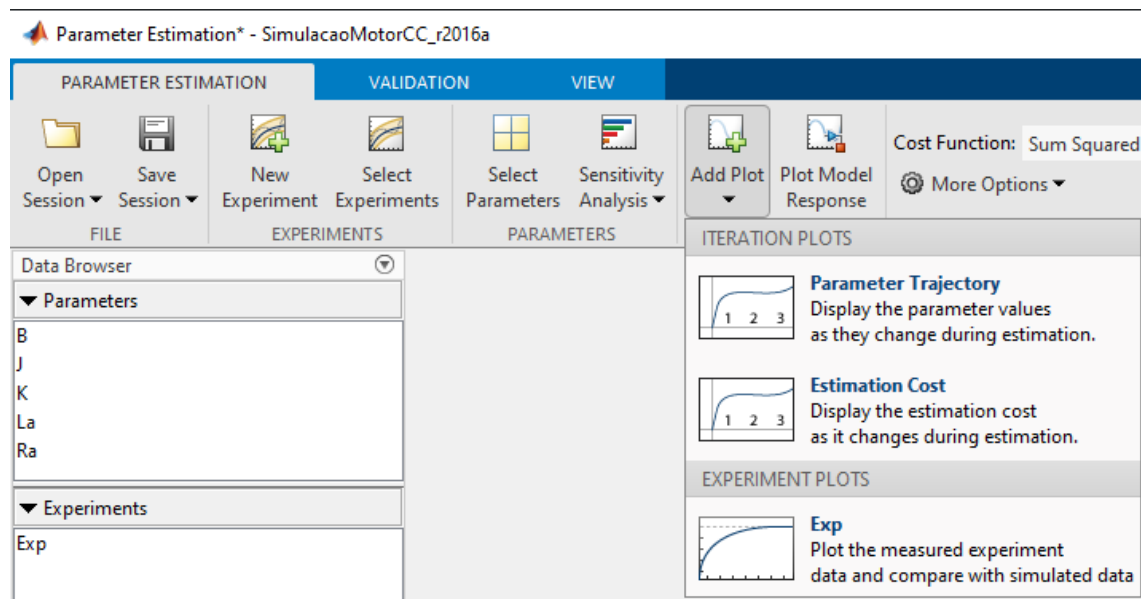 Parameter Estimation* - SimulacaoMotorCC_r2016a
PARAMETER ESTIMATION VALIDATION VIEW
Open Session Save Session New Experiment Select Experiments Select Parameters Sensitivity Analysis Add Plot Plot Model Response Cost Function: Sum Squared
More Options
FILE EXPERIMENTS PARAMETERS
Data Browser
Parameters
B
J
K
La
Ra
Experiments
Exp
ITERATION PLOTS
1 2 3
Parameter Trajectory
Display the parameter values
as they change during estimation.
1 2 3
Estimation Cost
Display the estimation cost
as it changes during estimation.
EXPERIMENT PLOTS
Exp
Plot the measured experiment
data and compare with simulated data